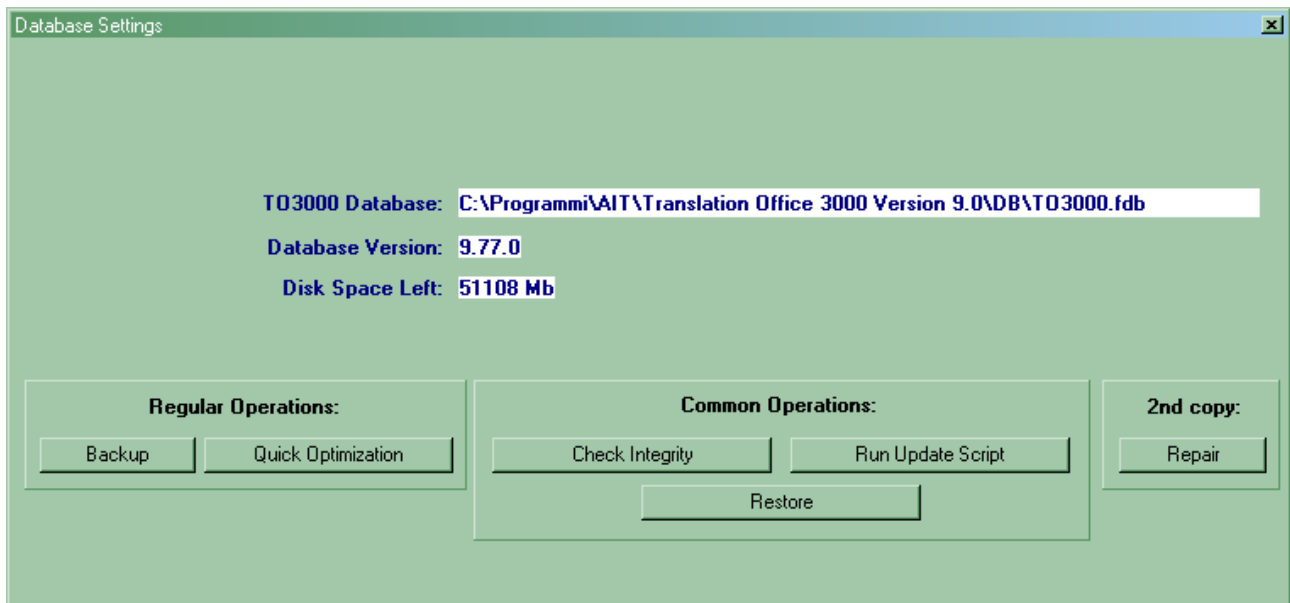 Database Settings
TO3000 Database: C:\Programmi\AIT\Translation Office 3000 Version 9.0\DB\TO3000.fdb
Database Version: 9.77.0
Disk Space Left: 51108 Mb
Regular Operations:
Backup Quick Optimization
Common Operations:
Check Integrity Run Update Script
Restore
2nd copy:
Repair